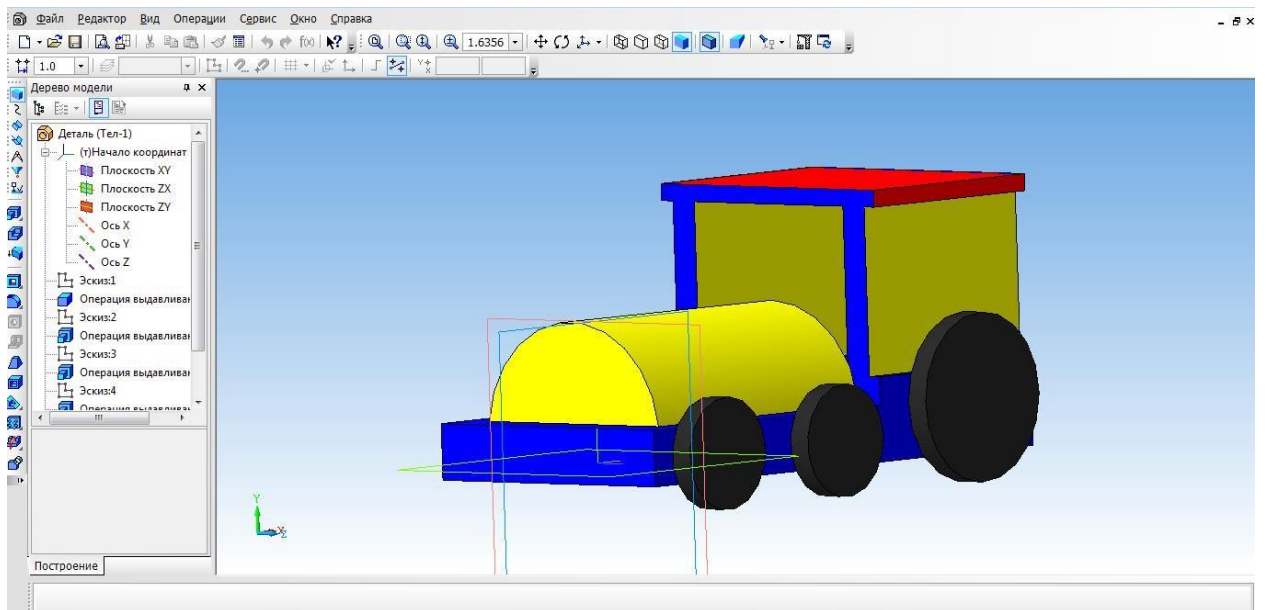 Файл Редактор Вид Операции Сервис Окно Справка
1.6356
1.0
Дерево модели
Деталь (Тел-1)
(т)Начало координат
Плоскость XY
Плоскость ZX
Плоскость ZY
Ось X
Ось Y
Ось Z
Эскиз:1
Операция выдавливан
Эскиз:2
Операция выдавливан
Эскиз:3
Операция выдавливан
Эскиз:4
Операция выдавливан
Y
X
Z
Построение